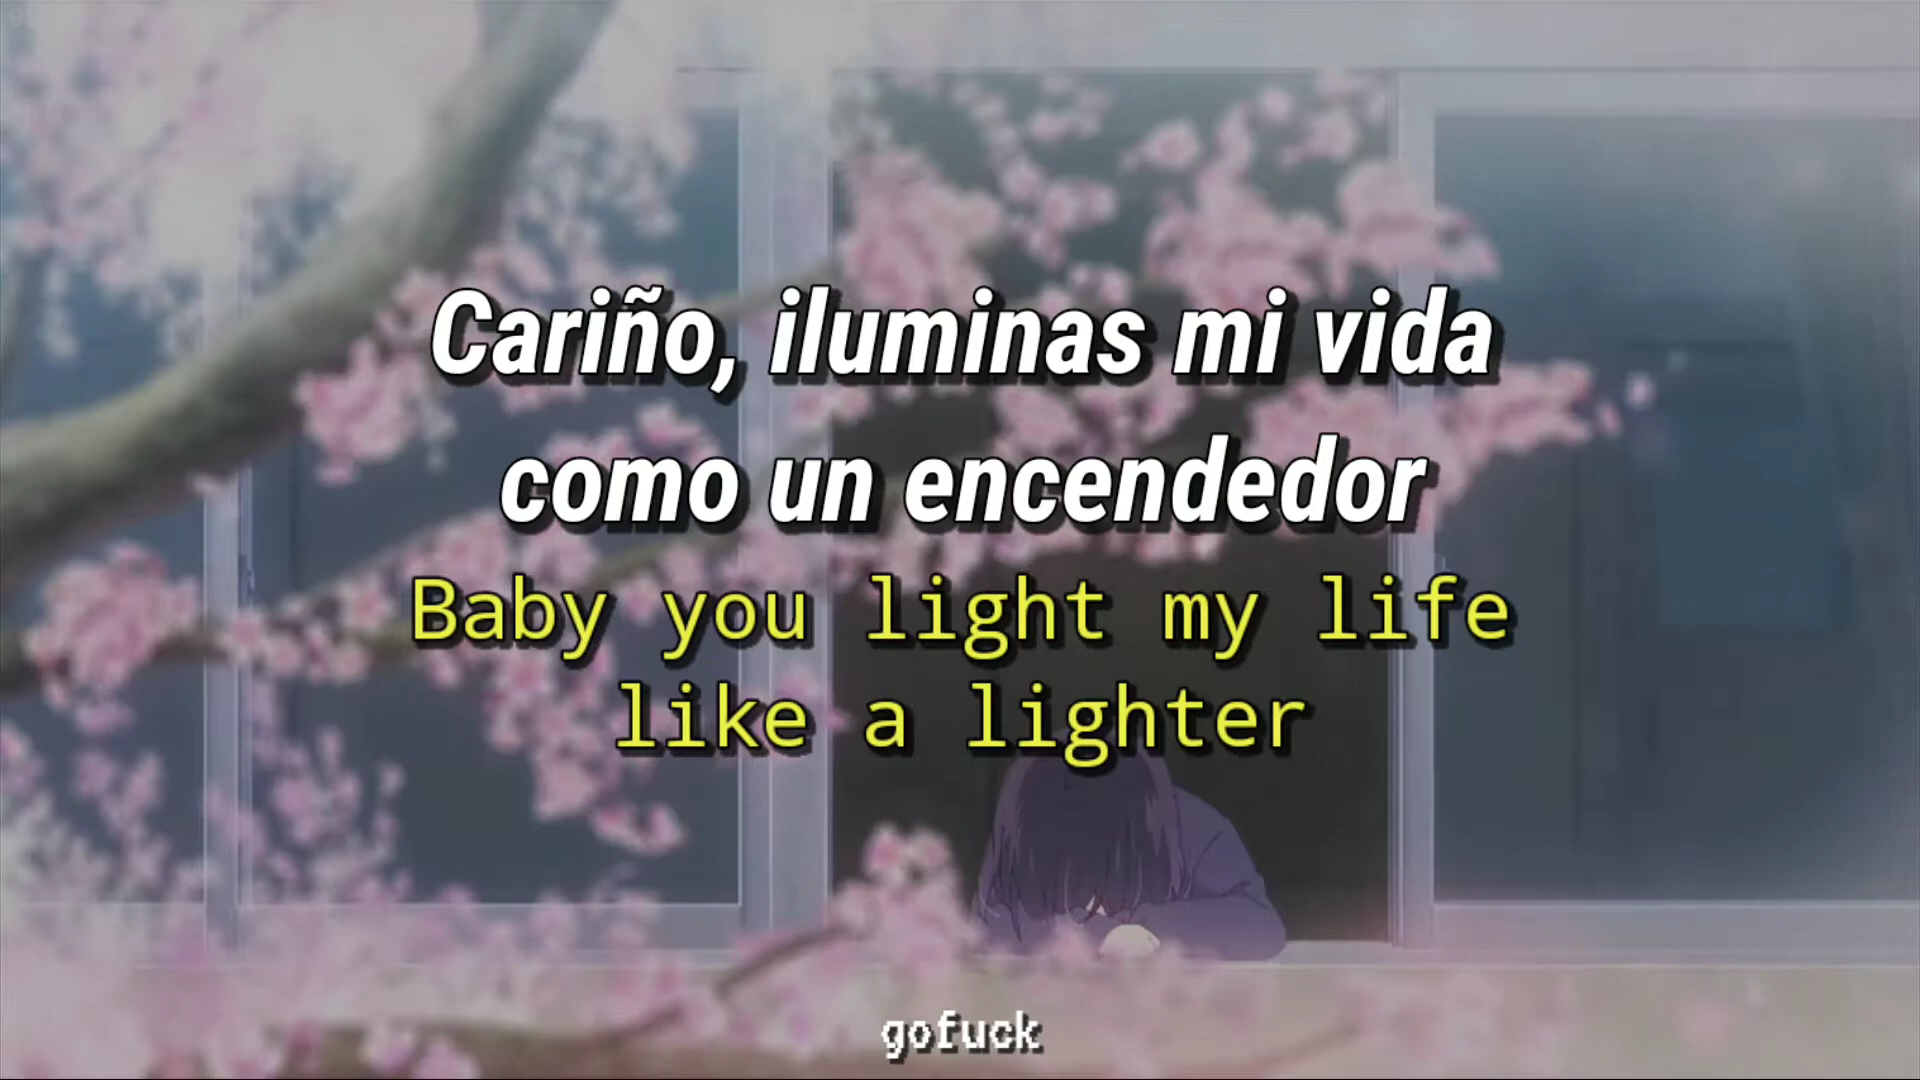 Cariño, iluminas mi vida
como un encendedor
Baby you light my life
like a lighter
gofuck